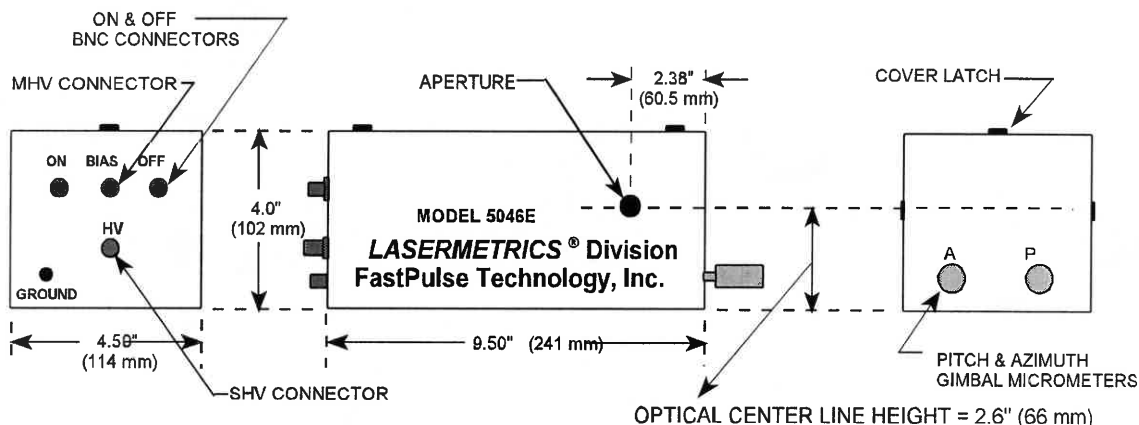 ON & OFF
BNC CONNECTORS
MHV CONNECTOR
ON BIAS OFF
HV
GROUND
4.0"
(102 mm)
4.50"
(114 mm)
SHV CONNECTOR
APERTURE
2.38"
(60.5 mm)
MODEL 5046E
LASERMETRICS ® Division
FastPulse Technology, Inc.
9.50" (241 mm)
COVER LATCH
A P
PITCH & AZIMUTH
GIMBAL MICROMETERS
OPTICAL CENTER LINE HEIGHT = 2.6" (66 mm)